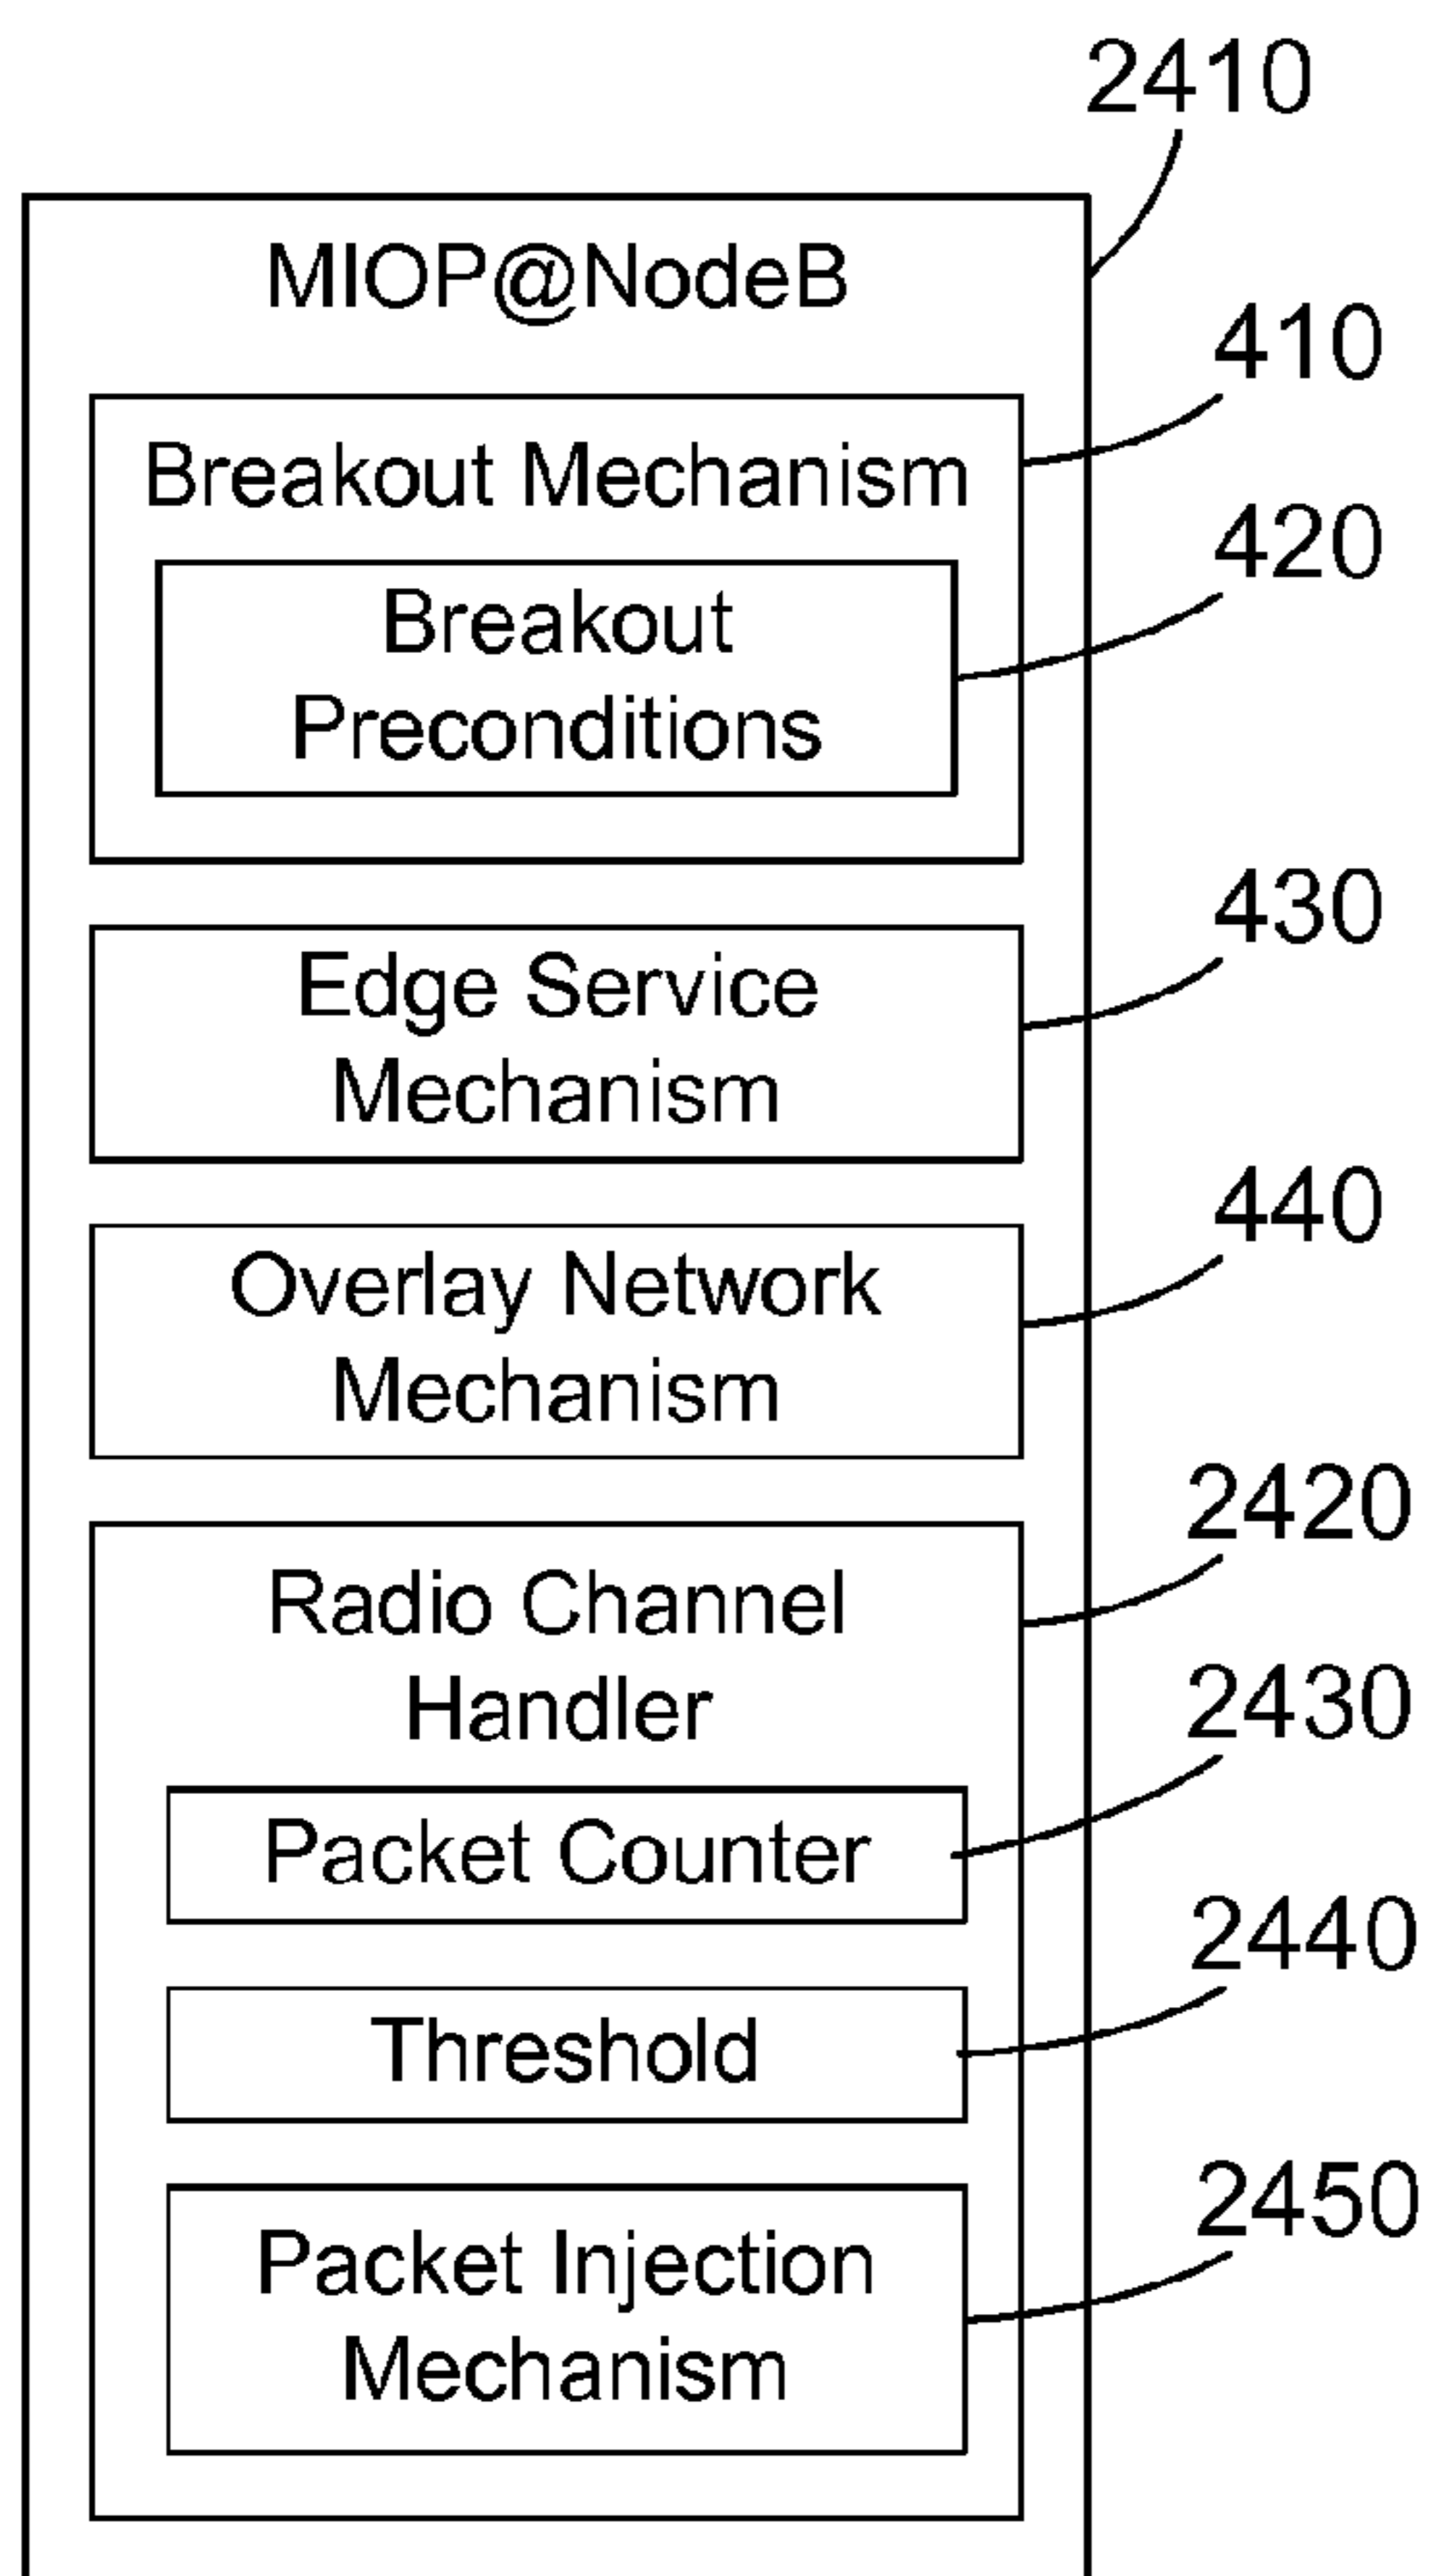 2410
MIOP@NodeB
410
Breakout Mechanism
420
Breakout
Preconditions
430
Edge Service
Mechanism
440
Overlay Network
Mechanism
2420
Radio Channel
Handler
2430
Packet Counter
2440
Threshold
2450
Packet Injection
Mechanism